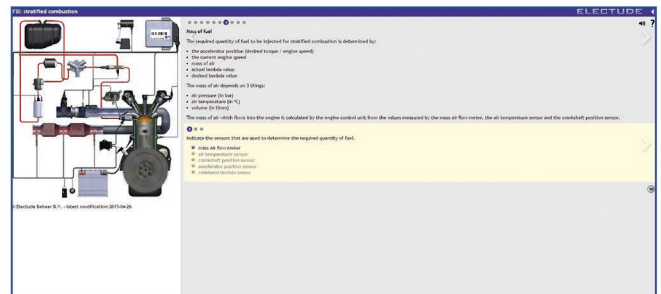 FSI: stratified combustion
ELECTUDE
?
Mass of fuel
The required quantity of fuel to be injected for stratified combustion is determined by:
• the accelerator position (desired torque / engine speed)
• the current engine speed
• mass of air
• actual lambda value
• desired lambda value
The mass of air depends on 3 things:
• air pressure (in bar)
• air temperature (in °C)
• volume (in litres)
The mass of air which flows into the engine is calculated by the engine control unit from the values measured by the mass air flow metre, the air temperature sensor and the crankshaft position sensor.
Indicate the sensors that are used to determine the required quantity of fuel.
mass air flow meter
air temperature sensor
crankshaft position sensor
accelerator position sensor
wideband lambda sensor
© Electude Beheer B.V. - latest modification 2015-04-26